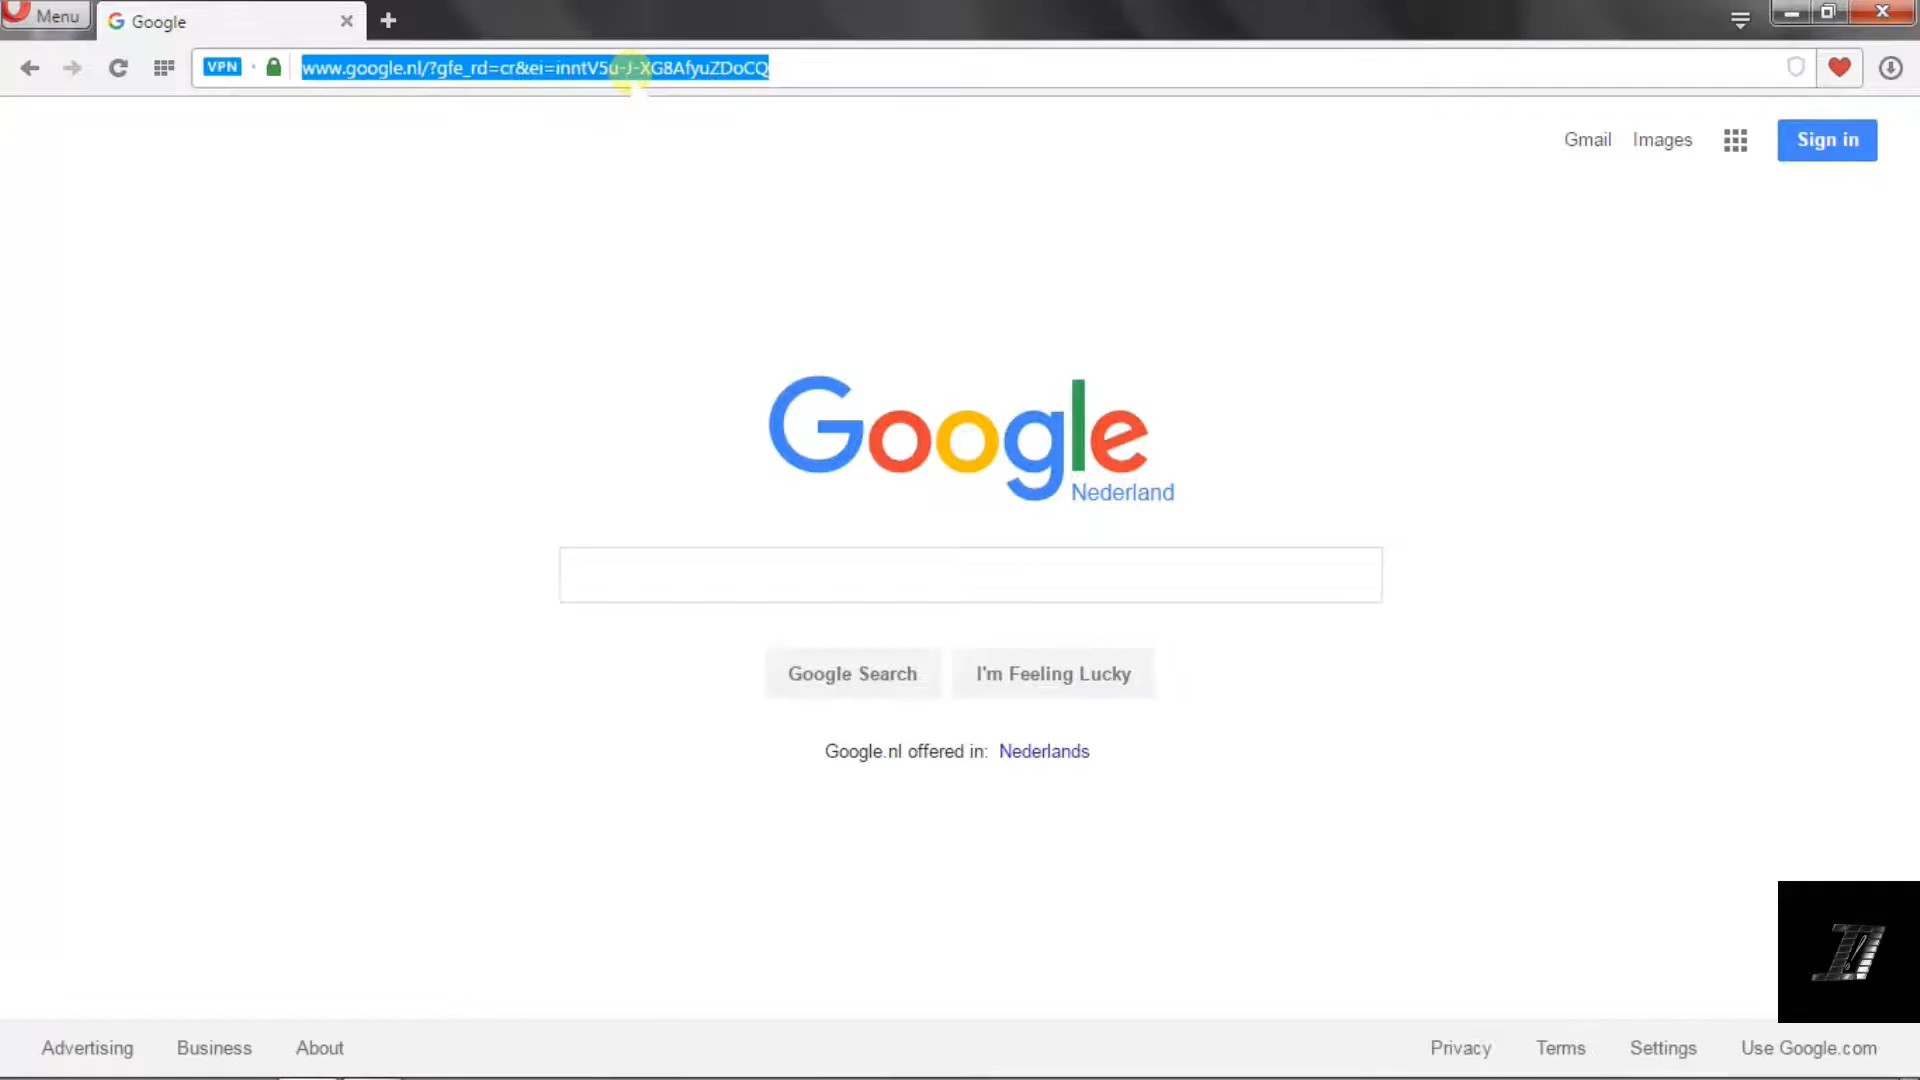 Menu
Google
VPN
www.google.nl/?gfe_rd=cr&ei=inntV5u-J-XG8AfyuZDoCQ
Gmail Images Sign in
Google
Nederland
Google Search I'm Feeling Lucky
Google.nl offered in: Nederlands
Advertising Business About Privacy Terms Settings Use Google.com